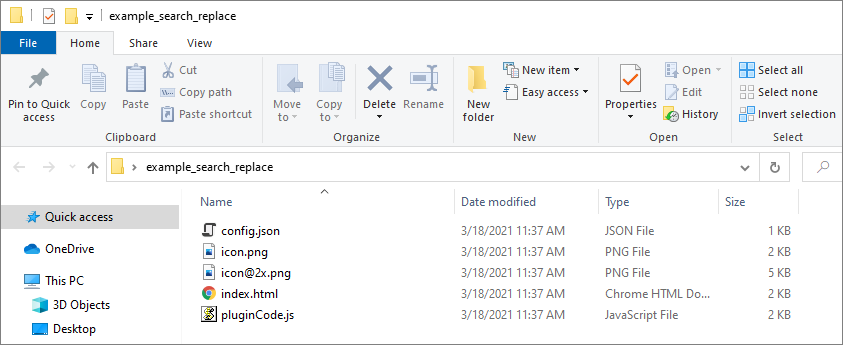 example_search_replace
File Home Share View
Pin to Quick access
Copy
Paste
Cut
Copy path
Paste shortcut
Clipboard
Move to
Copy to
Delete
Rename
Organize
New folder
New item
Easy access
New
Properties
Open
Edit
History
Open
Select all
Select none
Invert selection
Select
example_search_replace
Name Date modified Type Size
Quick access
OneDrive
This PC
3D Objects
Desktop
config.json 3/18/2021 11:37 AM JSON File 1 KB
icon.png 3/18/2021 11:37 AM PNG File 2 KB
icon@2x.png 3/18/2021 11:37 AM PNG File 5 KB
index.html 3/18/2021 11:37 AM Chrome HTML Do... 2 KB
pluginCode.js 3/18/2021 11:37 AM JavaScript File 2 KB